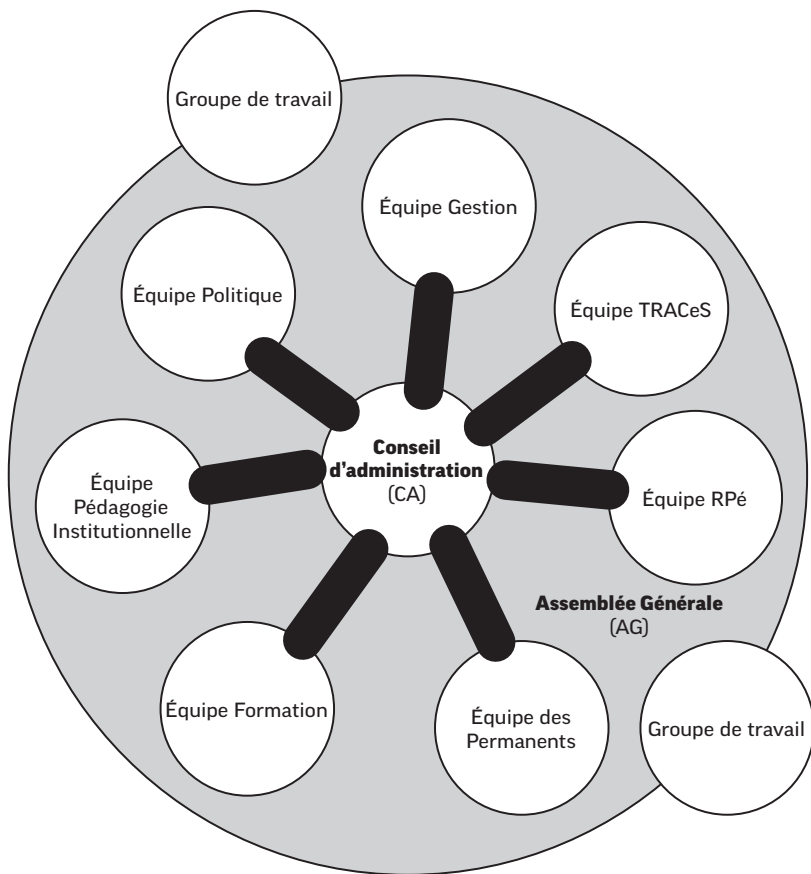 Groupe de travail
Équipe Gestion
Équipe Politique
Équipe TRACeS
Conseil
d'administration
(CA)
Équipe
Pédagogie
Institutionnelle
Équipe RPé
Assemblée Générale
(AG)
Équipe Formation
Équipe des
Permanents
Groupe de travail